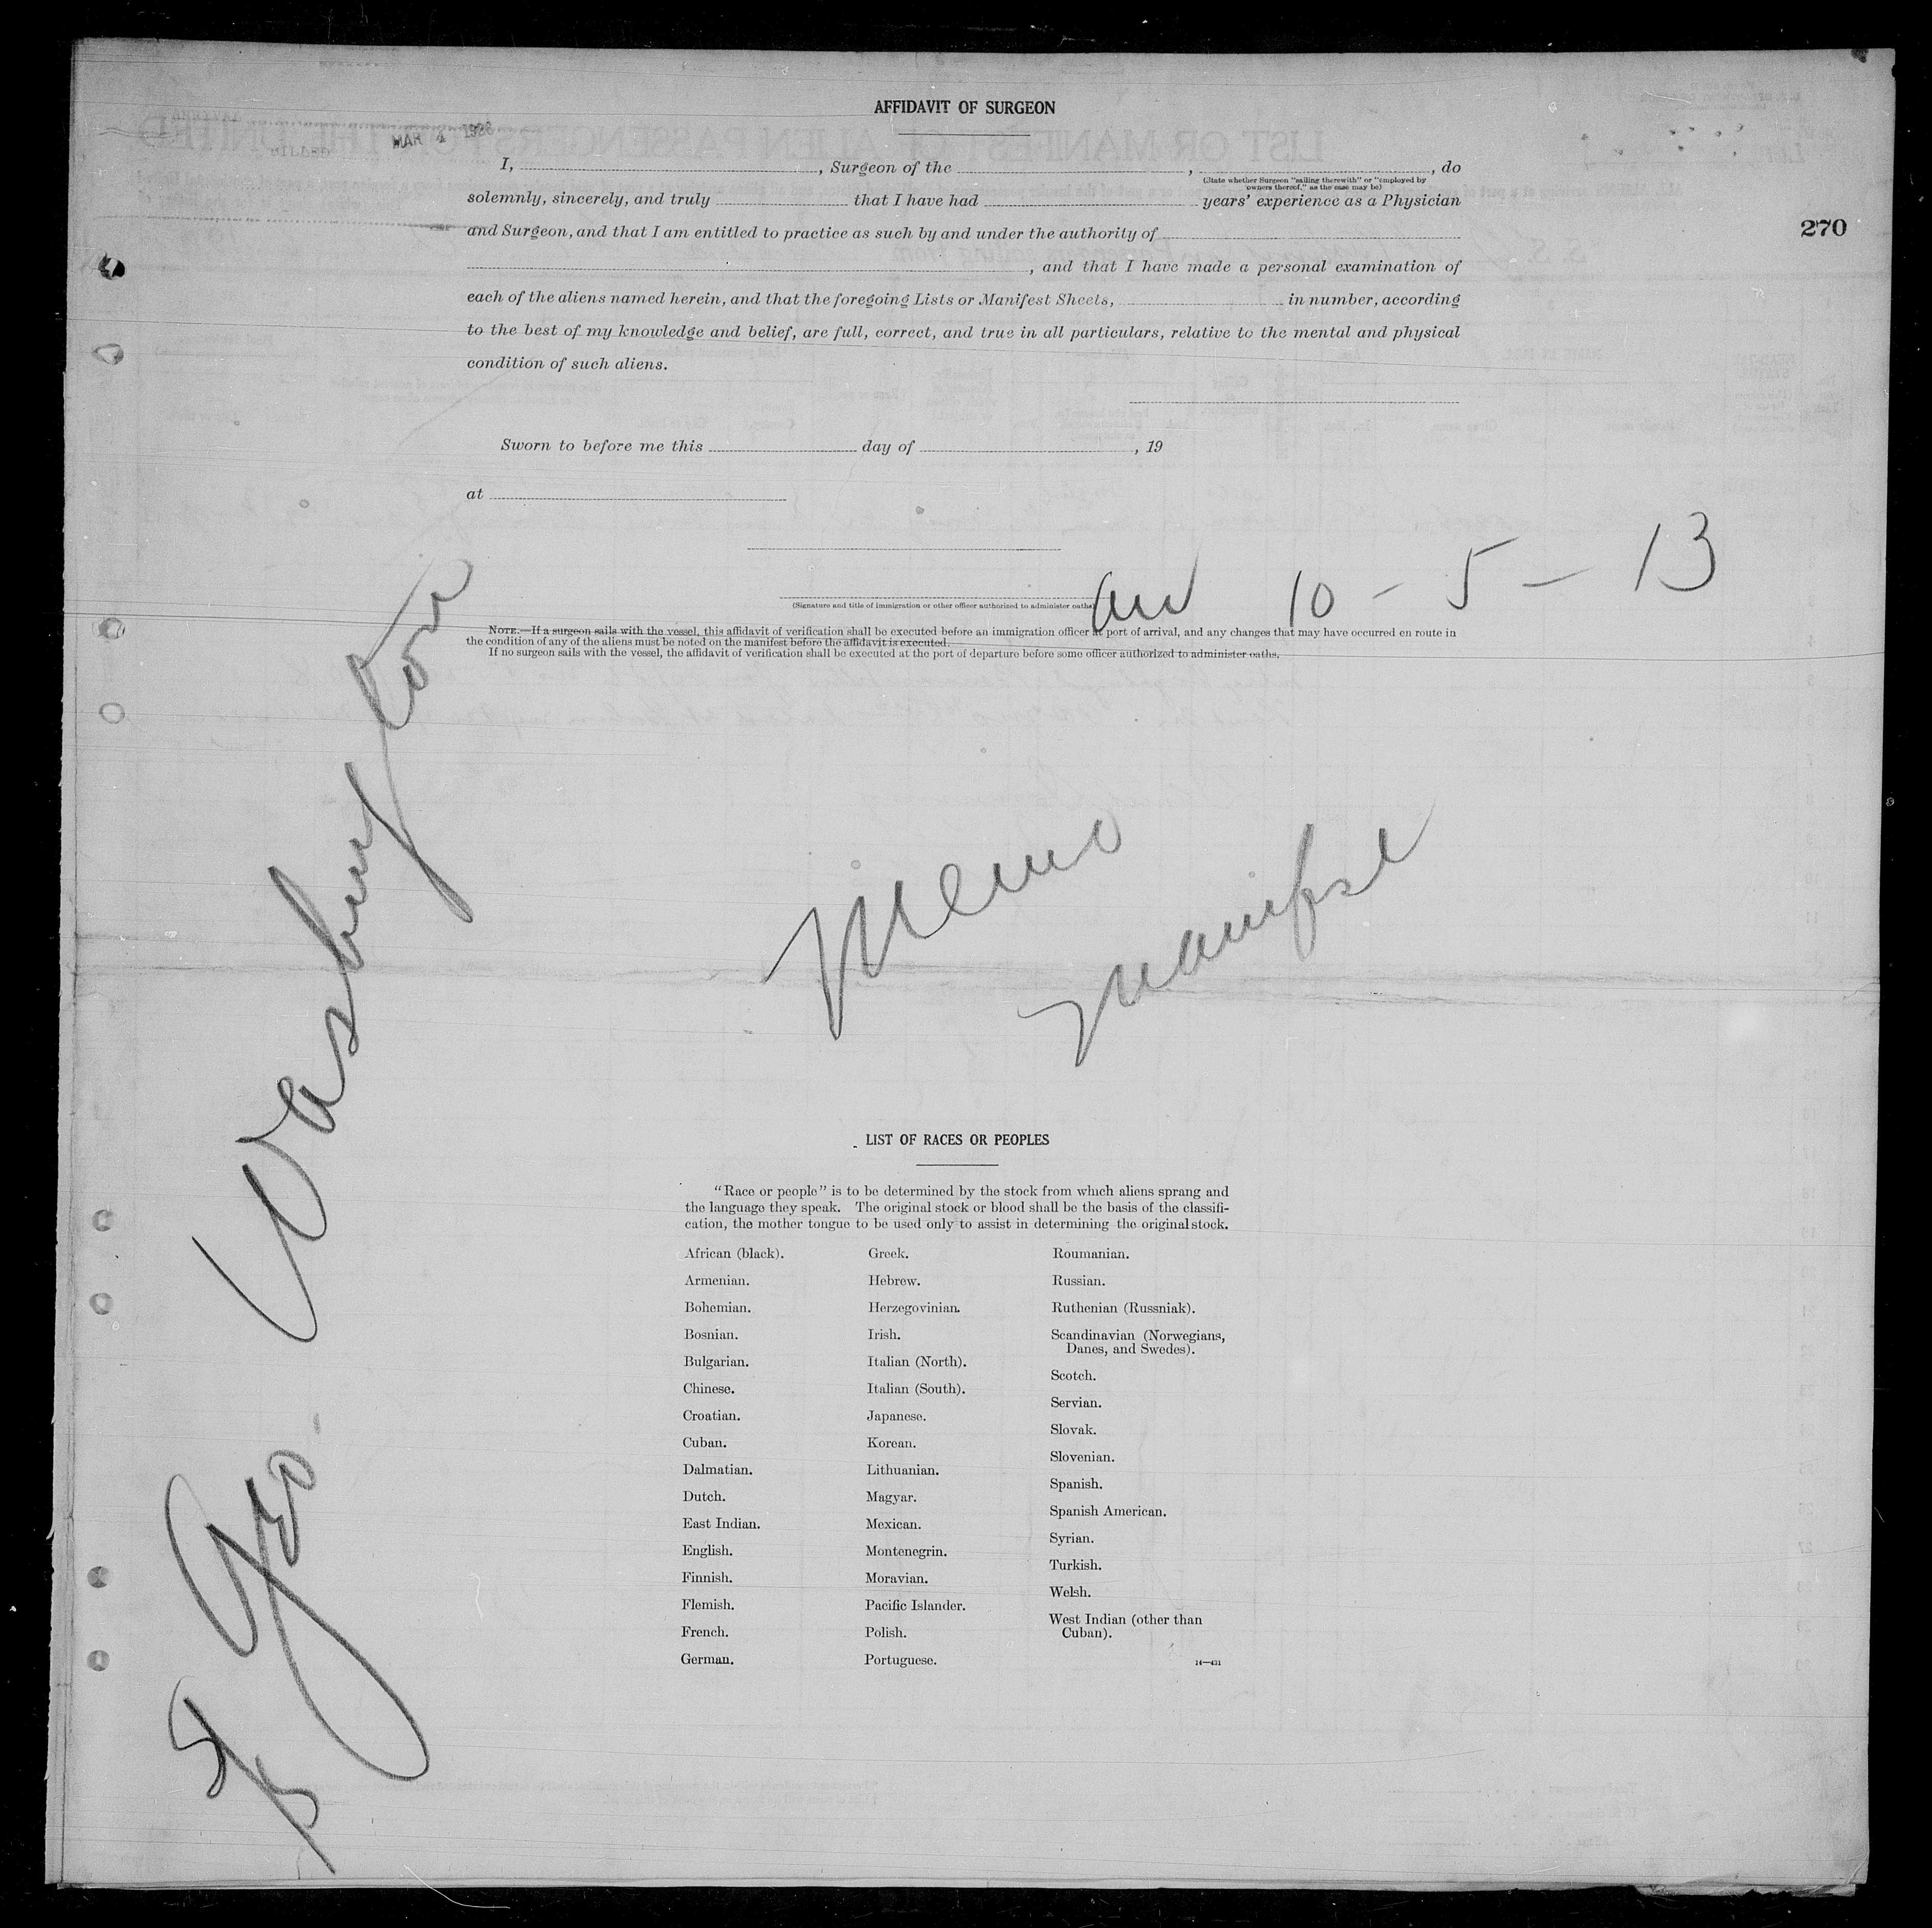 AFFIDAVIT OF SURGEON
MAR 4 1926
I, , Surgeon of the , , do
(State whether Surgeon "sailing therewith" or "employed by owners thereof," as the case may be)
solemnly, sincerely, and truly that I have had years' experience as a Physician
and Surgeon, and that I am entitled to practice as such by and under the authority of
270
, and that I have made a personal examination of
each of the aliens named herein, and that the foregoing Lists or Manifest Sheets, in number, according
to the best of my knowledge and belief, are full, correct, and true in all particulars, relative to the mental and physical
condition of such aliens.
Sworn to before me this day of , 19
at
Arr 10 - 5 - 13
(Signature and title of immigration or other officer authorized to administer oaths)
NOTE.—If a surgeon sails with the vessel, this affidavit of verification shall be executed before an immigration officer at port of arrival, and any changes that may have occurred en route in
the condition of any of the aliens must be noted on the manifest before the affidavit is executed.
If no surgeon sails with the vessel, the affidavit of verification shall be executed at the port of departure before some officer authorized to administer oaths.
SS Geo. Washington
Memo
Manifest
LIST OF RACES OR PEOPLES
"Race or people" is to be determined by the stock from which aliens sprang and
the language they speak. The original stock or blood shall be the basis of the classifi-
cation, the mother tongue to be used only to assist in determining the original stock.
African (black).
Armenian.
Bohemian.
Bosnian.
Bulgarian.
Chinese.
Croatian.
Cuban.
Dalmatian.
Dutch.
East Indian.
English.
Finnish.
Flemish.
French.
German.
Greek.
Hebrew.
Herzegovinian.
Irish.
Italian (North).
Italian (South).
Japanese.
Korean.
Lithuanian.
Magyar.
Mexican.
Montenegrin.
Moravian.
Pacific Islander.
Polish.
Portuguese.
Roumanian.
Russian.
Ruthenian (Russniak).
Scandinavian (Norwegians,
Danes, and Swedes).
Scotch.
Servian.
Slovak.
Slovenian.
Spanish.
Spanish American.
Syrian.
Turkish.
Welsh.
West Indian (other than
Cuban).
14—431